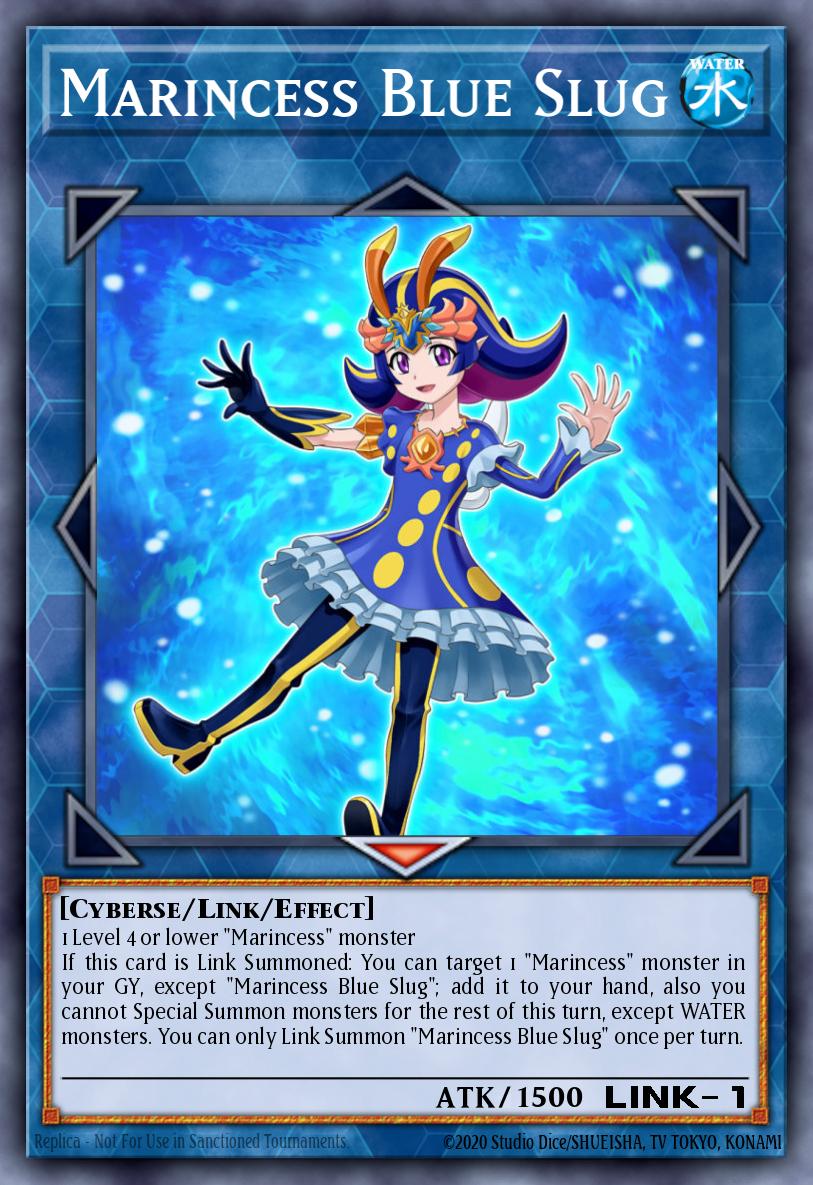 Marincess Blue Slug
WATER
水
[Cyberse/Link/Effect]
1 Level 4 or lower "Marincess" monster
If this card is Link Summoned: You can target 1 "Marincess" monster in
your GY, except "Marincess Blue Slug"; add it to your hand, also you
cannot Special Summon monsters for the rest of this turn, except WATER
monsters. You can only Link Summon "Marincess Blue Slug" once per turn.
ATK/1500 LINK-1
Replica - Not For Use in Sanctioned Tournaments. ©2020 Studio Dice/SHUEISHA, TV TOKYO, KONAMI